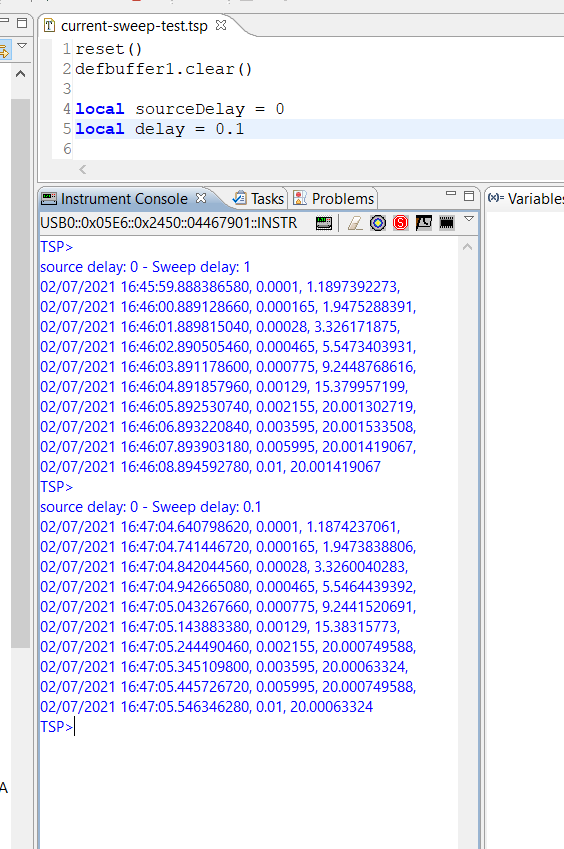 current-sweep-test.tsp
1 reset()
2 defbuffer1.clear()
3
4 local sourceDelay = 0
5 local delay = 0.1
6
Instrument Console Tasks Problems
(x)= Variables
USB0::0x05E6::0x2450::04467901::INSTR
TSP>
source delay: 0 - Sweep delay: 1
02/07/2021 16:45:59.888386580, 0.0001, 1.1897392273,
02/07/2021 16:46:00.889128660, 0.000165, 1.9475288391,
02/07/2021 16:46:01.889815040, 0.00028, 3.326171875,
02/07/2021 16:46:02.890505460, 0.000465, 5.5473403931,
02/07/2021 16:46:03.891178600, 0.000775, 9.2448768616,
02/07/2021 16:46:04.891857960, 0.00129, 15.379957199,
02/07/2021 16:46:05.892530740, 0.002155, 20.001302719,
02/07/2021 16:46:06.893220840, 0.003595, 20.001533508,
02/07/2021 16:46:07.893903180, 0.005995, 20.001419067,
02/07/2021 16:46:08.894592780, 0.01, 20.001419067
TSP>
source delay: 0 - Sweep delay: 0.1
02/07/2021 16:47:04.640798620, 0.0001, 1.1874237061,
02/07/2021 16:47:04.741446720, 0.000165, 1.9473838806,
02/07/2021 16:47:04.842044560, 0.00028, 3.3260040283,
02/07/2021 16:47:04.942665080, 0.000465, 5.5464439392,
02/07/2021 16:47:05.043267660, 0.000775, 9.2441520691,
02/07/2021 16:47:05.143883380, 0.00129, 15.38315773,
02/07/2021 16:47:05.244490460, 0.002155, 20.000749588,
02/07/2021 16:47:05.345109800, 0.003595, 20.00063324,
02/07/2021 16:47:05.445726720, 0.005995, 20.000749588,
02/07/2021 16:47:05.546346280, 0.01, 20.00063324
TSP>
A